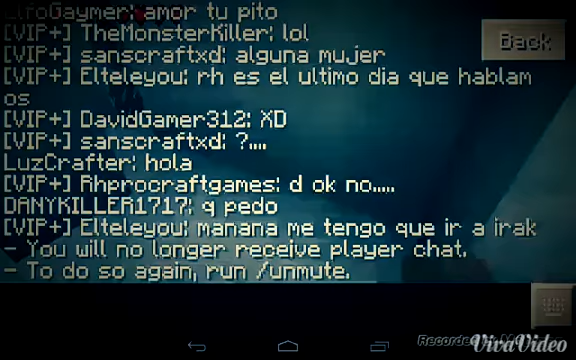 ElfoGaymer: amor tu pito
[VIP+] TheMonsterKiller: lol
[VIP+] sanscraftxd: alguna mujer
[VIP+] Elteleyou: rh es el ultimo dia que hablam
os
[VIP+] DavidGamer312: XD
[VIP+] sanscraftxd: ?....
LuzCrafter: hola
[VIP+] Rhprocraftgames: d ok no....
DANYKILLER1717: q pedo
[VIP+] Elteleyou: manana me tengo que ir a irak
- You will no longer receive player chat.
- To do so again, run /unmute.
Back
Recorded
VivaVideo